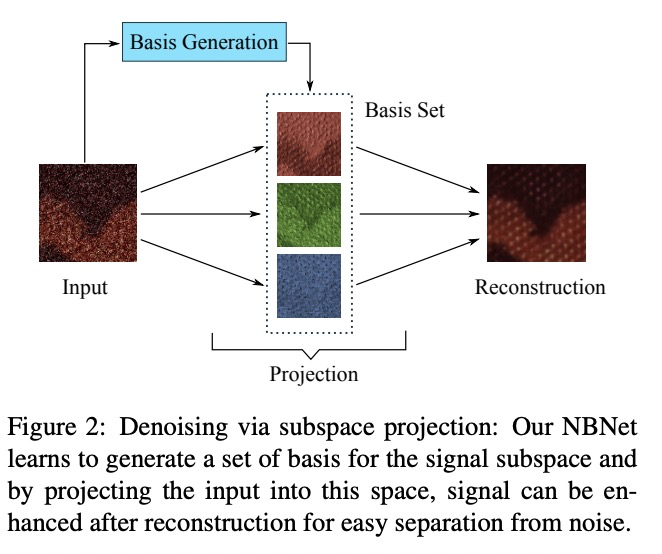 Basis Generation
Basis Set
Input
Reconstruction
Projection
Figure 2: Denoising via subspace projection: Our NBNet
learns to generate a set of basis for the signal subspace and
by projecting the input into this space, signal can be en-
hanced after reconstruction for easy separation from noise.